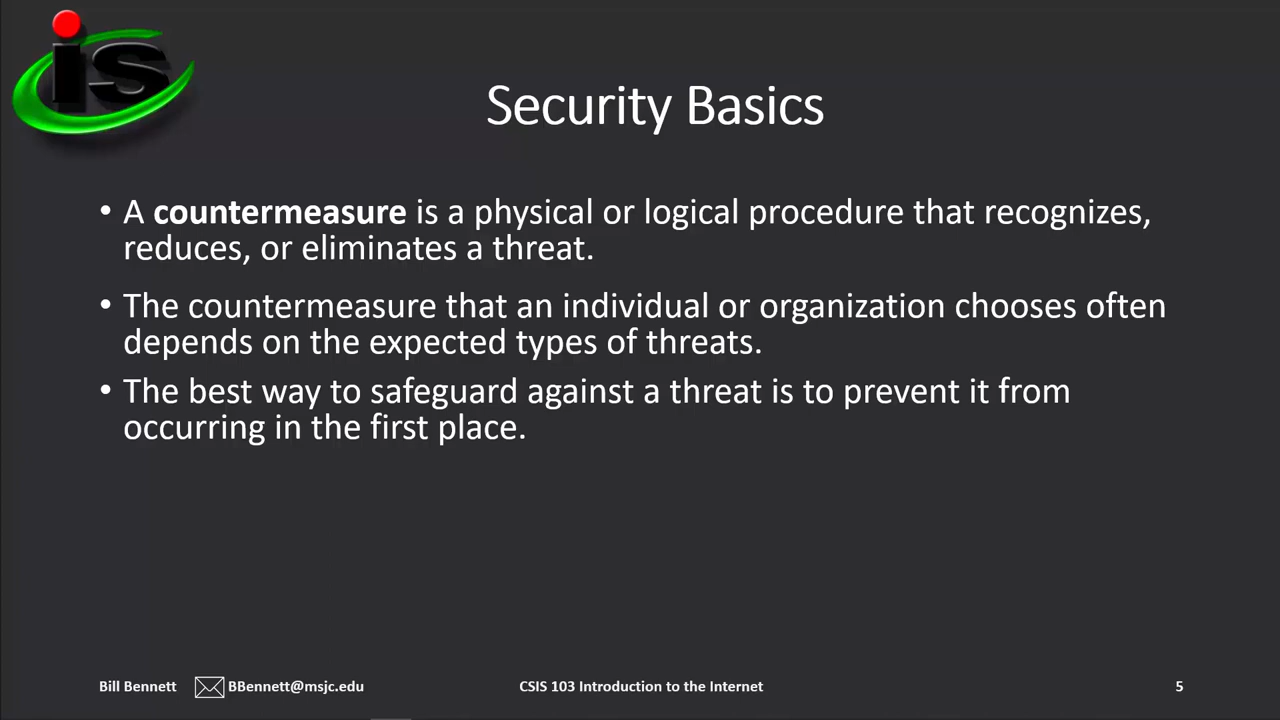 is
Security Basics
• A countermeasure is a physical or logical procedure that recognizes,
reduces, or eliminates a threat.
• The countermeasure that an individual or organization chooses often
depends on the expected types of threats.
• The best way to safeguard against a threat is to prevent it from
occurring in the first place.
Bill Bennett BBennett@msjc.edu CSIS 103 Introduction to the Internet 5